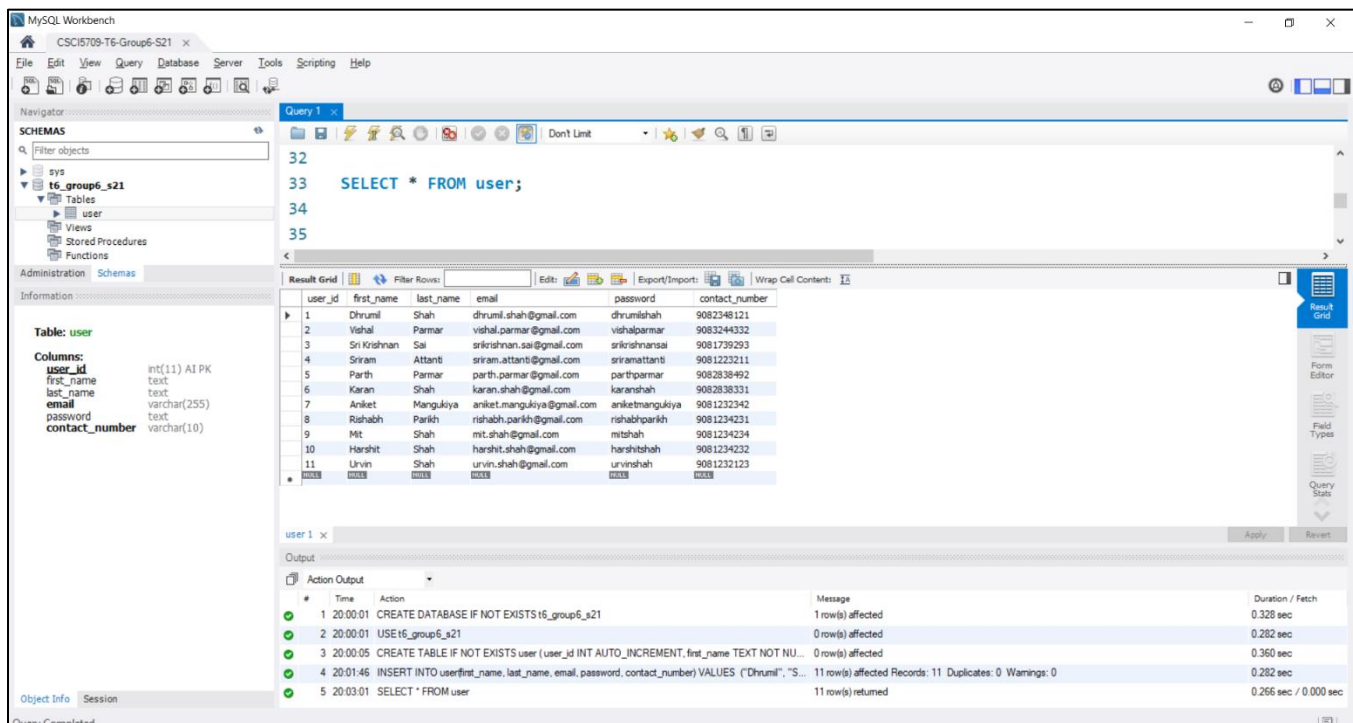 MySQL Workbench
CSCI5709-T6-Group6-S21 ×
File Edit View Query Database Server Tools Scripting Help
Navigator
Query 1 ×
SCHEMAS
Filter objects
Don't Limit
sys
t6_group6_s21
Tables
user
Views
Stored Procedures
Functions
32
33 SELECT * FROM user;
34
35
Administration Schemas
Information
Table: user
Columns:
user_id int(11) AI PK
first_name text
last_name text
email varchar(255)
password text
contact_number varchar(10)
Result Grid Filter Rows: Edit: Export/Import: Wrap Cell Content:
user_id first_name last_name email password contact_number
1 Dhrumil Shah dhrumil.shah@gmail.com dhrumilshah 9082348121
2 Vishal Parmar vishal.parmar@gmail.com vishalparmar 9083244332
3 Sri Krishnan Sai srikrishnan.sai@gmail.com srikrishnansai 9081739293
4 Sriram Attanti sriram.attanti@gmail.com sriramattanti 9081223211
5 Parth Parmar parth.parmar@gmail.com parthparmar 9082838492
6 Karan Shah karan.shah@gmail.com karanshah 9082838331
7 Aniket Mangukiya aniket.mangukiya@gmail.com aniketmangukiya 9081232342
8 Rishabh Parikh rishabh.parikh@gmail.com rishabhparikh 9081234231
9 Mit Shah mit.shah@gmail.com mitshah 9081234234
10 Harshit Shah harshit.shah@gmail.com harshitshah 9081234232
11 Urvin Shah urvin.shah@gmail.com urvinshah 9081232123
NULL NULL NULL NULL NULL NULL
Result
Grid
Form
Editor
Field
Types
Query
Stats
user 1 ×
Apply Revert
Output
Action Output
# Time Action Message Duration / Fetch
1 20:00:01 CREATE DATABASE IF NOT EXISTS t6_group6_s21 1 row(s) affected 0.328 sec
2 20:00:01 USE t6_group6_s21 0 row(s) affected 0.282 sec
3 20:00:05 CREATE TABLE IF NOT EXISTS user ( user_id INT AUTO_INCREMENT, first_name TEXT NOT NU... 0 row(s) affected 0.360 sec
4 20:01:46 INSERT INTO user(first_name, last_name, email, password, contact_number) VALUES ("Dhrumil", "S... 11 row(s) affected Records: 11 Duplicates: 0 Warnings: 0 0.282 sec
5 20:03:01 SELECT * FROM user 11 row(s) returned 0.266 sec / 0.000 sec
Object Info Session
Query Completed